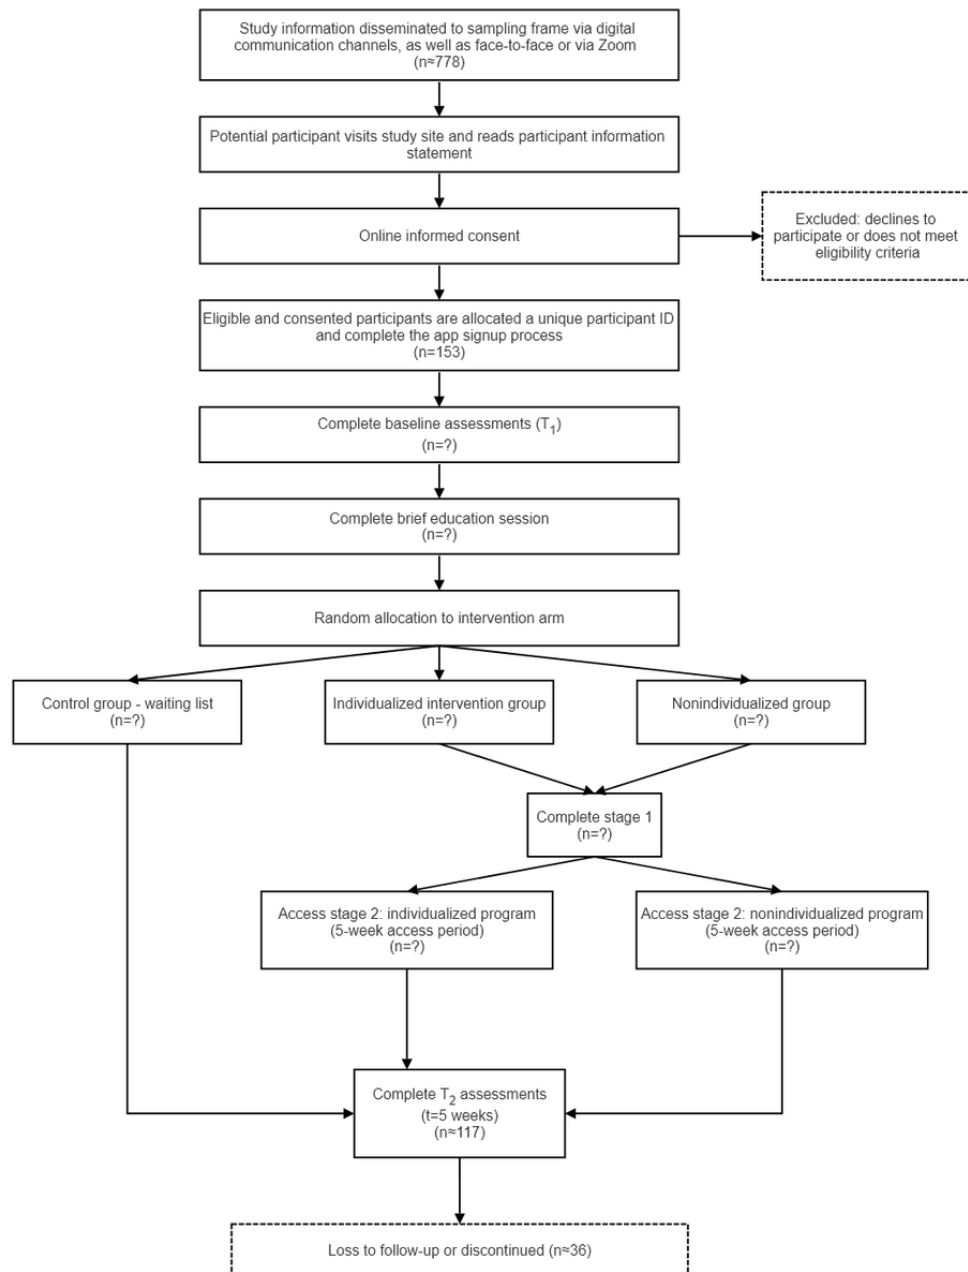 Study information disseminated to sampling frame via digital
communication channels, as well as face-to-face or via Zoom
(n≈778)
Potential participant visits study site and reads participant information
statement
Online informed consent
Excluded: declines to
participate or does not meet
eligibility criteria
Eligible and consented participants are allocated a unique participant ID
and complete the app signup process
(n=153)
Complete baseline assessments (T1)
(n=?)
Complete brief education session
(n=?)
Random allocation to intervention arm
Control group - waiting list
(n=?)
Individualized intervention group
(n=?)
Nonindividualized group
(n=?)
Complete stage 1
(n=?)
Access stage 2: individualized program
(5-week access period)
(n=?)
Access stage 2: nonindividualized program
(5-week access period)
(n=?)
Complete T2 assessments
(t=5 weeks)
(n≈117)
Loss to follow-up or discontinued (n≈36)